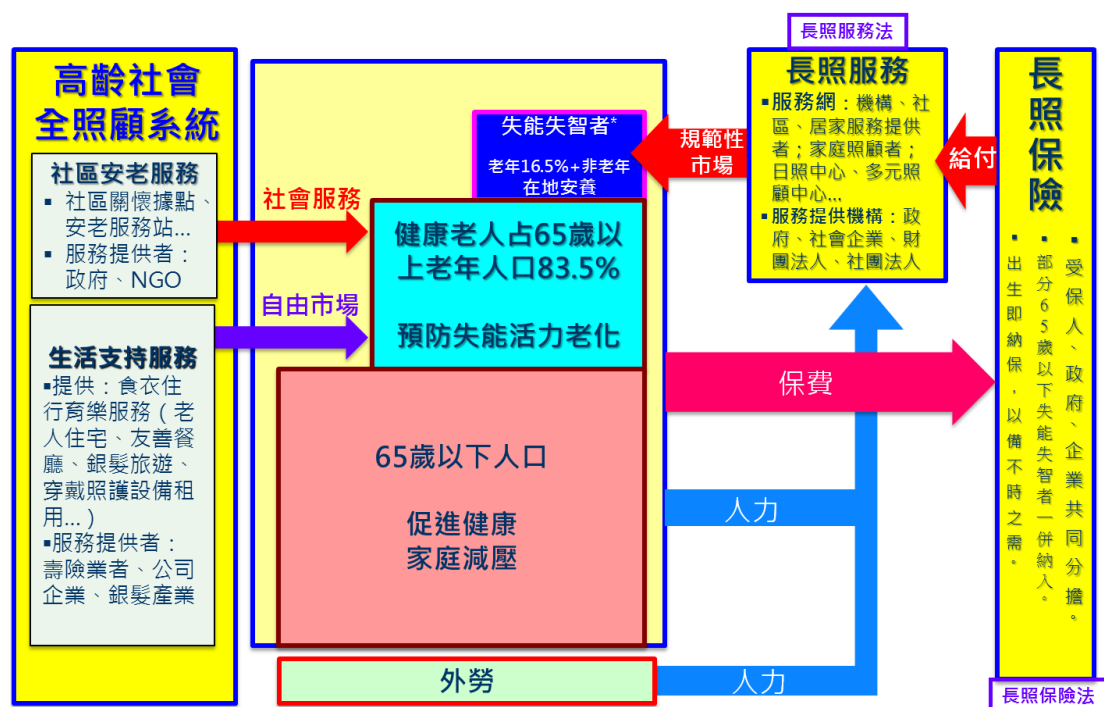 高齡社會
全照顧系統
社區安老服務
▪ 社區關懷據點、
安老服務站...
▪ 服務提供者：
政府、NGO
生活支持服務
▪提供：食衣住
行育樂服務（老
人住宅、友善餐
廳、銀髮旅遊、
穿戴照護設備租
用...）
▪服務提供者：
壽險業者、公司
企業、銀髮產業
社會服務
自由市場
失能失智者*
老年16.5%+非老年
在地安養
健康老人占65歲以
上老年人口83.5%
預防失能活力老化
65歲以下人口
促進健康
家庭減壓
外勞
規範性
市場
長照服務法
長照服務
▪服務網：機構、社
區、居家服務提供
者；家庭照顧者；
日照中心、多元照
顧中心...
▪服務提供機構：政
府、社會企業、財
團法人、社團法人
給付
保費
人力
人力
長照保險
▪受保人、政府、企業共同分擔。
▪部分65歲以下失能失智者一併納入。
▪出生即納保，以備不時之需。
長照保險法